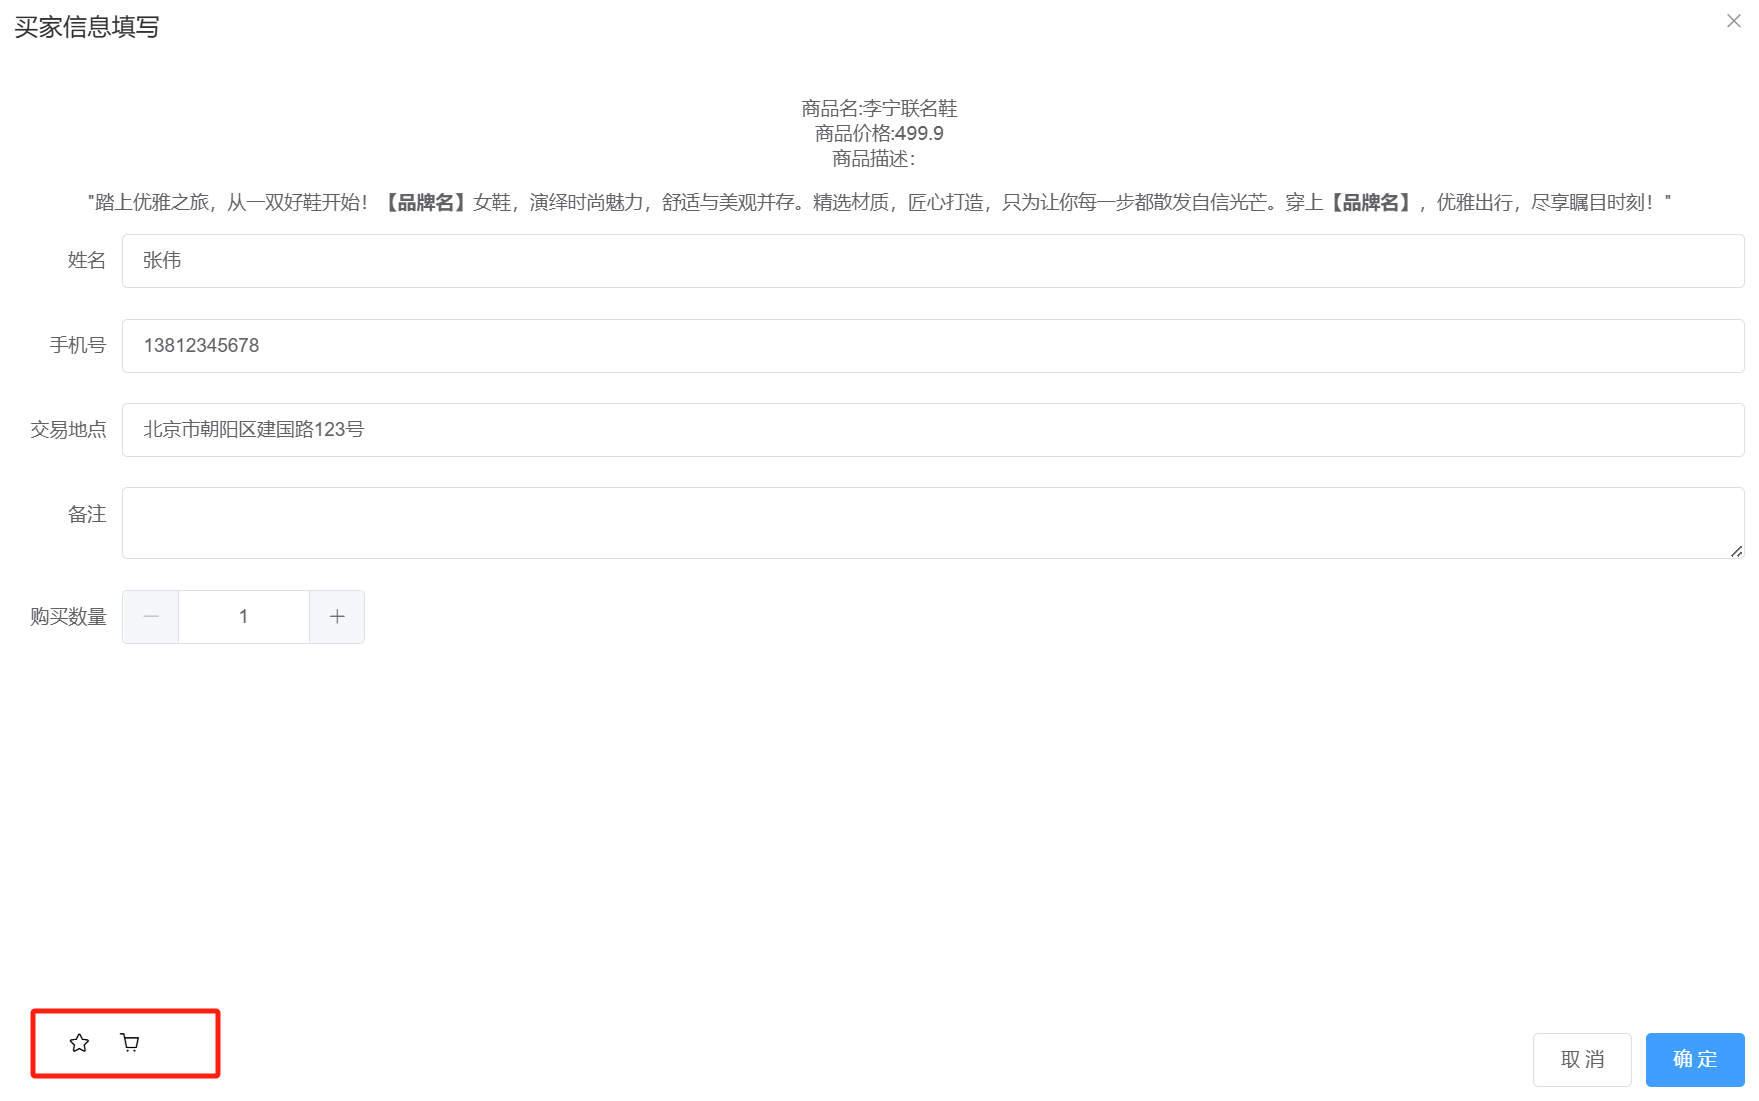 买家信息填写
商品名:李宁联名鞋
商品价格:499.9
商品描述：
"踏上优雅之旅，从一双好鞋开始！【品牌名】女鞋，演绎时尚魅力，舒适与美观并存。精选材质，匠心打造，只为让你每一步都散发自信光芒。穿上【品牌名】，优雅出行，尽享瞩目时刻！"
姓名 张伟
手机号 13812345678
交易地点 北京市朝阳区建国路123号
备注
购买数量 1
取 消 确 定